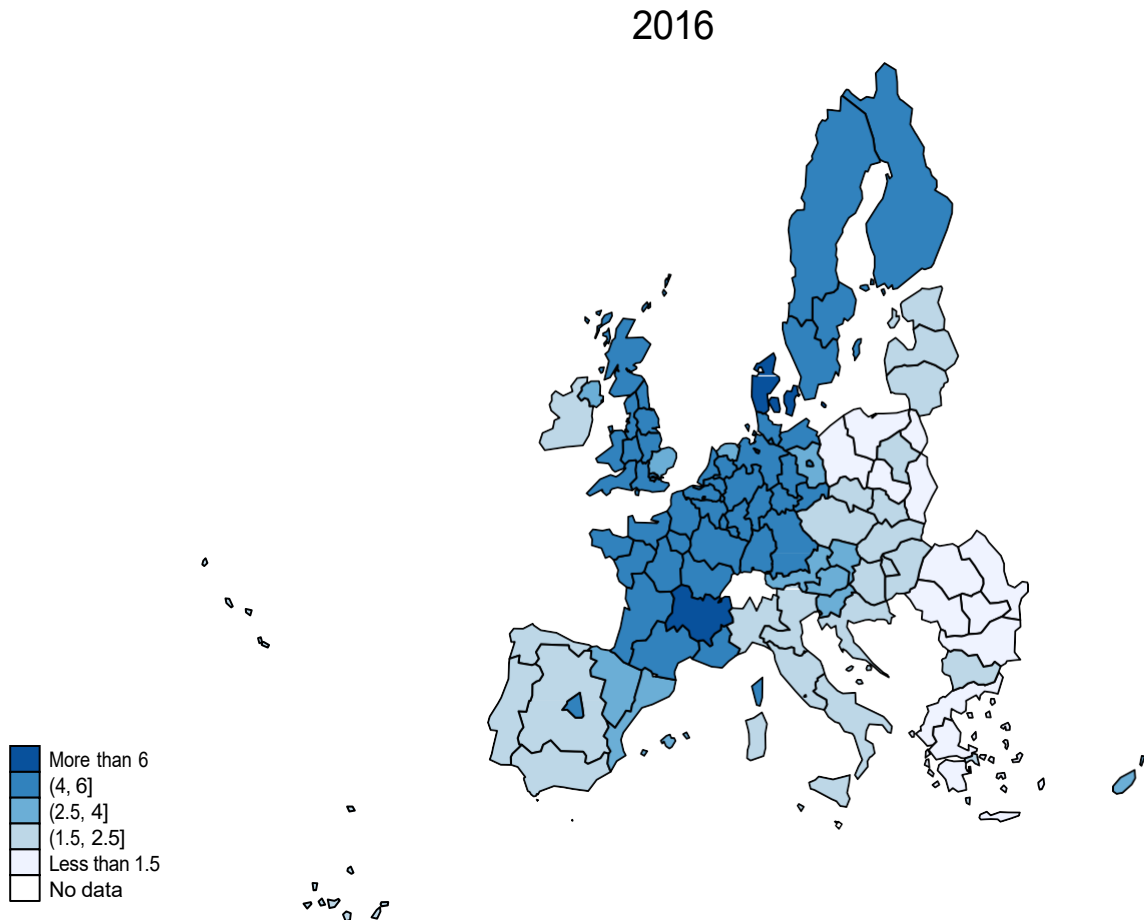 2016
More than 6
(4, 6]
(2.5, 4]
(1.5, 2.5]
Less than 1.5
No data